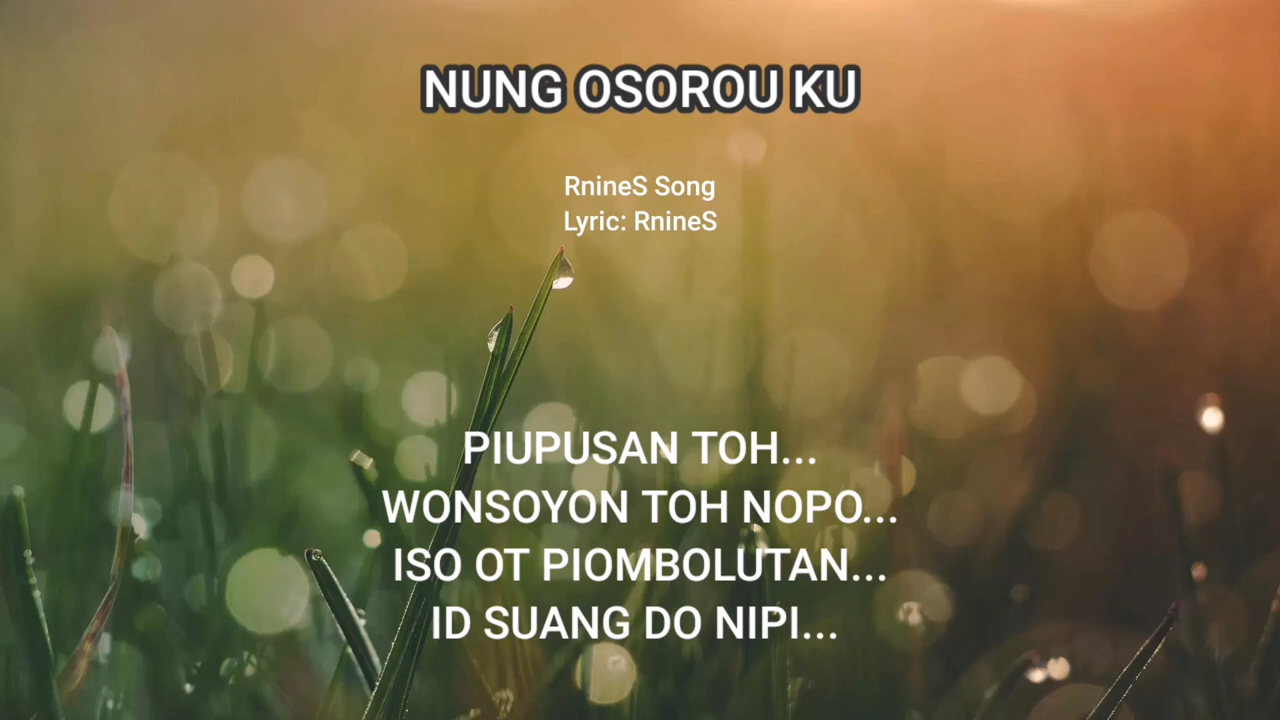 NUNG OSOROU KU
RnineS Song
Lyric: RnineS
PIUPUSAN TOH...
WONSOYON TOH NOPO...
ISO OT PIOMBOLUTAN...
ID SUANG DO NIPI...